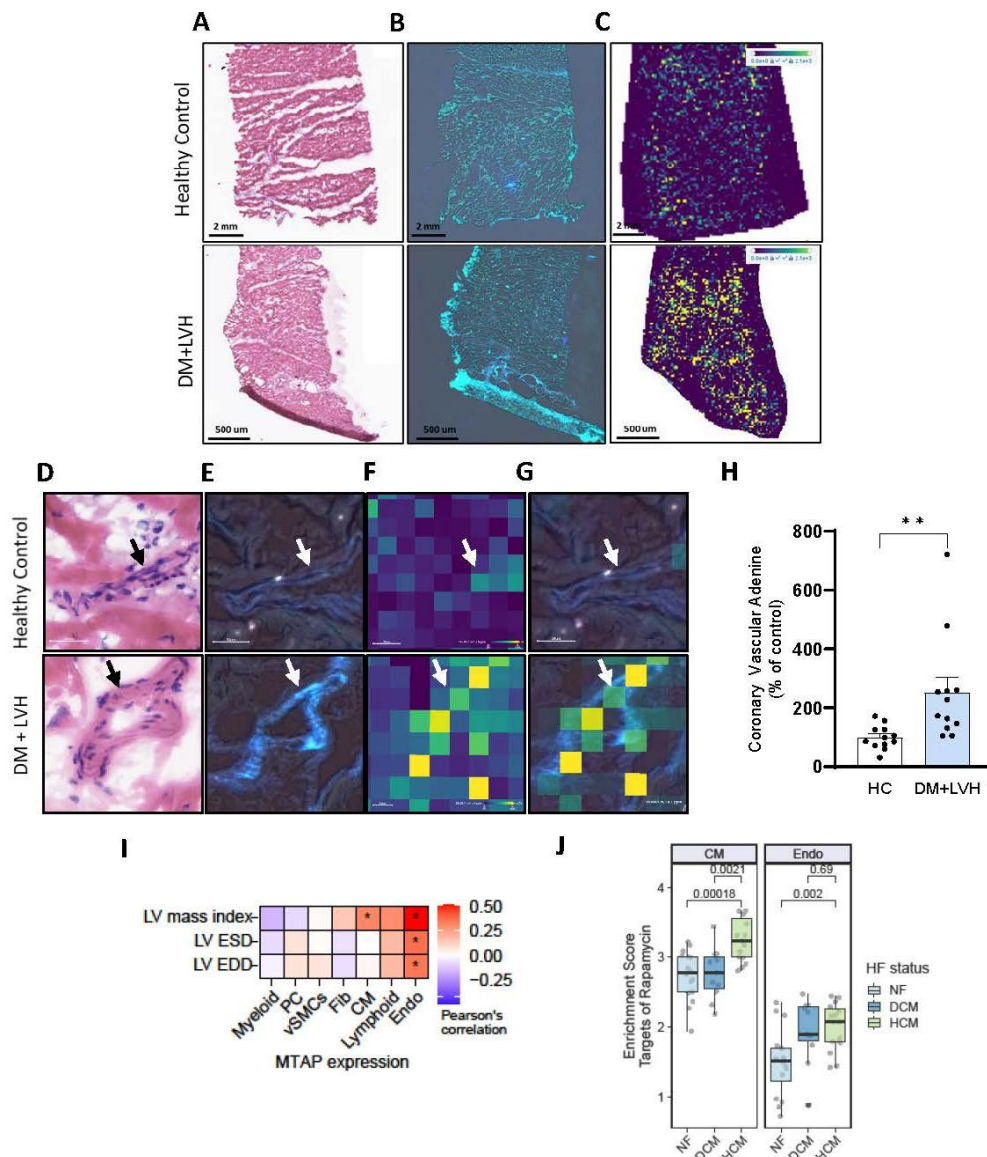 A
B
C
Healthy Control
2 mm
2 mm
DM+LVH
500 um
500 um
500 um
D
E
F
G
Healthy Control
DM + LVH
H
**
800
600
400
200
0
Coronary Vascular Adenine
(% of control)
HC
DM+LVH
I
LV mass index
LV ESD
LV EDD
*
*
*
*
Myeloid
PC
vSMCs
Fib
CM
Lymphoid
Endo
MTAP expression
0.50
0.25
0.00
−0.25
Pearson's
correlation
J
CM
Endo
0.0021
0.00018
0.69
0.002
4
3
2
1
Enrichmnent Score
Targets of Rapamycin
NF
DCM
HCM
NF
DCM
HCM
HF status
NF
DCM
HCM